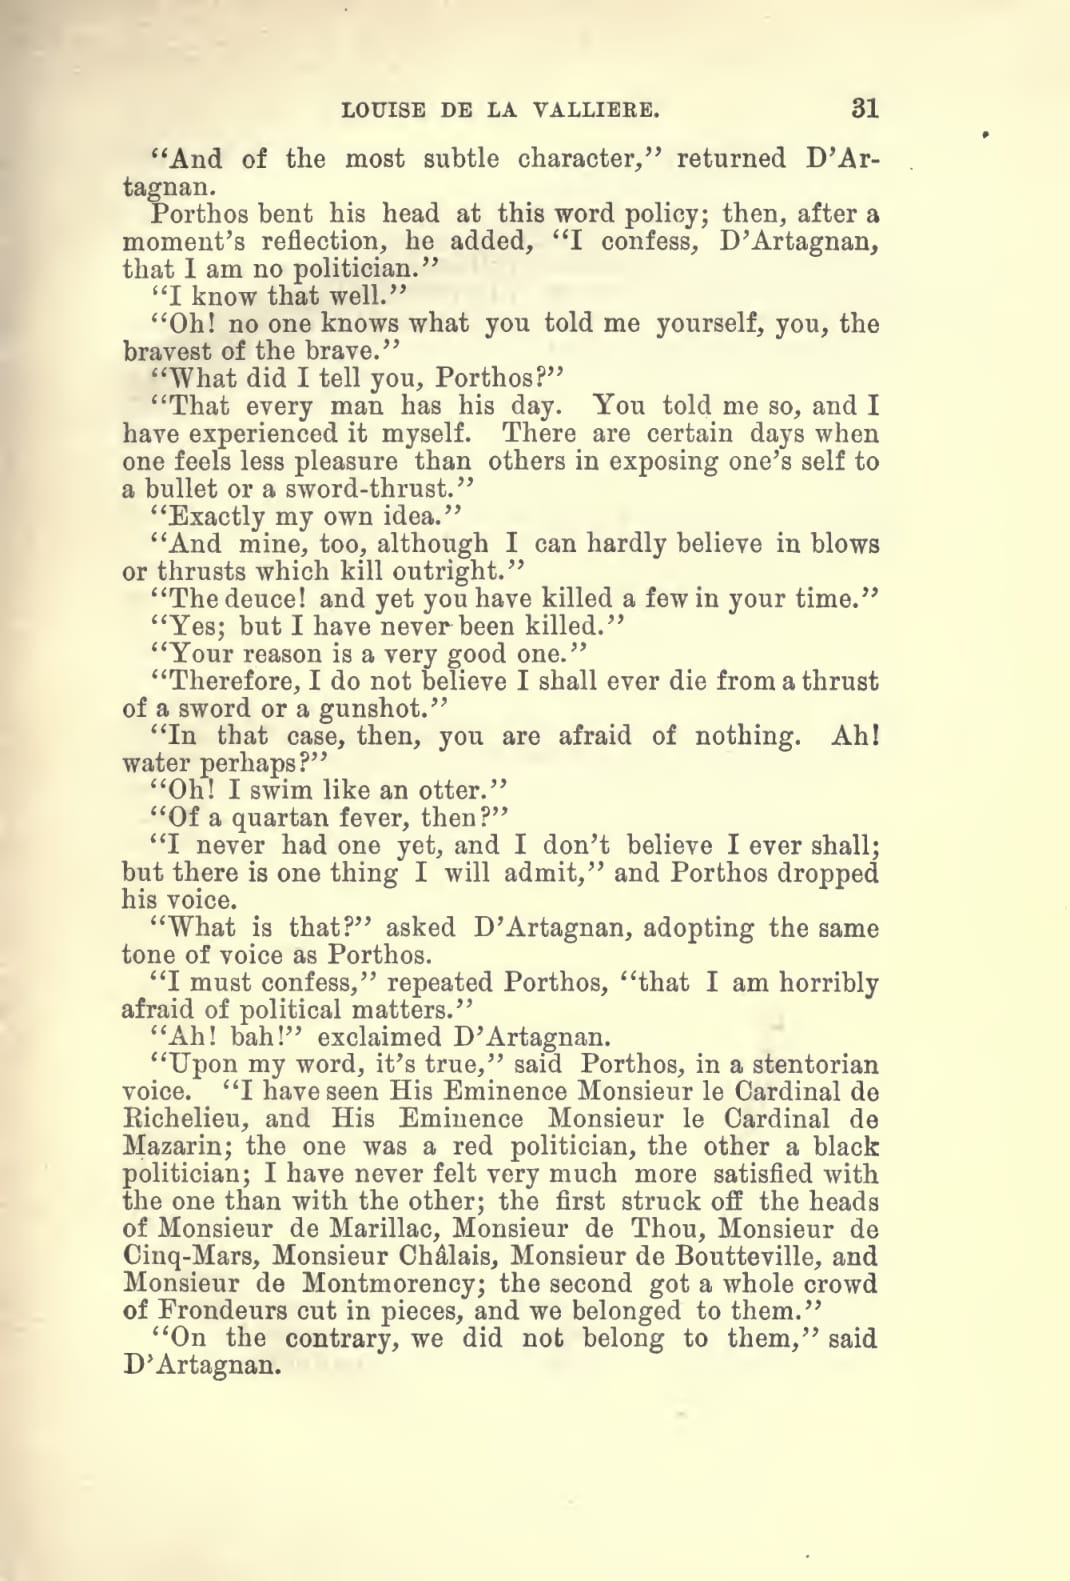 LOUISE DE LA VALLIERE. 31
“And of the most subtle character,” returned D’Ar-
tagnan.
Porthos bent his head at this word policy; then, after a
moment’s reflection, he added, “I confess, D’Artagnan,
that I am no politician.”
“I know that well.”
“Oh! no one knows what you told me yourself, you, the
bravest of the brave.”
“What did I tell you, Porthos?”
“That every man has his day. You told me so, and I
have experienced it myself. There are certain days when
one feels less pleasure than others in exposing one’s self to
a bullet or a sword-thrust.”
“Exactly my own idea.”
“And mine, too, although I can hardly believe in blows
or thrusts which kill outright.”
“The deuce! and yet you have killed a few in your time.”
“Yes; but I have never been killed.”
“Your reason is a very good one.”
“Therefore, I do not believe I shall ever die from a thrust
of a sword or a gunshot.”
“In that case, then, you are afraid of nothing. Ah!
water perhaps?”
“Oh! I swim like an otter.”
“Of a quartan fever, then?”
“I never had one yet, and I don’t believe I ever shall;
but there is one thing I will admit,” and Porthos dropped
his voice.
“What is that?” asked D’Artagnan, adopting the same
tone of voice as Porthos.
“I must confess,” repeated Porthos, “that I am horribly
afraid of political matters.”
“Ah! bah!” exclaimed D’Artagnan.
“Upon my word, it’s true,” said Porthos, in a stentorian
voice. “I have seen His Eminence Monsieur le Cardinal de
Richelieu, and His Eminence Monsieur le Cardinal de
Mazarin; the one was a red politician, the other a black
politician; I have never felt very much more satisfied with
the one than with the other; the first struck off the heads
of Monsieur de Marillac, Monsieur de Thou, Monsieur de
Cinq-Mars, Monsieur Châlais, Monsieur de Boutteville, and
Monsieur de Montmorency; the second got a whole crowd
of Frondeurs cut in pieces, and we belonged to them.”
“On the contrary, we did not belong to them,” said
D’Artagnan.